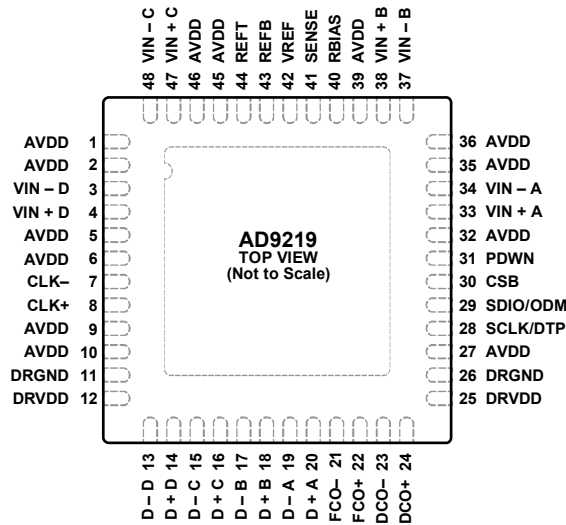 48 VIN – C
47 VIN + C
46 AVDD
45 AVDD
44 REFT
43 REFB
42 VREF
41 SENSE
40 RBIAS
39 AVDD
38 VIN + B
37 VIN – B
AVDD 1
AVDD 2
VIN – D 3
VIN + D 4
AVDD 5
AVDD 6
CLK– 7
CLK+ 8
AVDD 9
AVDD 10
DRGND 11
DRVDD 12
AD9219
TOP VIEW
(Not to Scale)
36 AVDD
35 AVDD
34 VIN – A
33 VIN + A
32 AVDD
31 PDWN
30 CSB
29 SDIO/ODM
28 SCLK/DTP
27 AVDD
26 DRGND
25 DRVDD
D – D 13
D + D 14
D – C 15
D + C 16
D – B 17
D + B 18
D – A 19
D + A 20
FCO– 21
FCO+ 22
DCO– 23
DCO+ 24